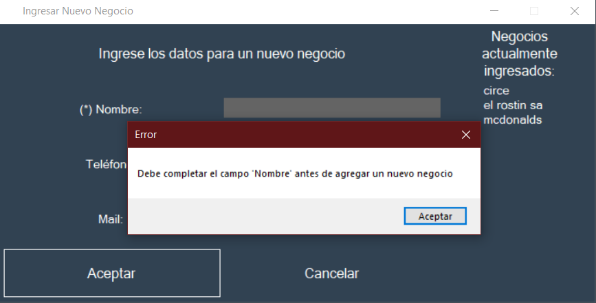 Ingresar Nuevo Negocio
Ingrese los datos para un nuevo negocio
Negocios
actualmente
ingresados:
circe
el rostin sa
mcdonalds
(*) Nombre:
Error
Teléfon
Debe completar el campo 'Nombre' antes de agregar un nuevo negocio
Aceptar
Mail:
Aceptar
Cancelar